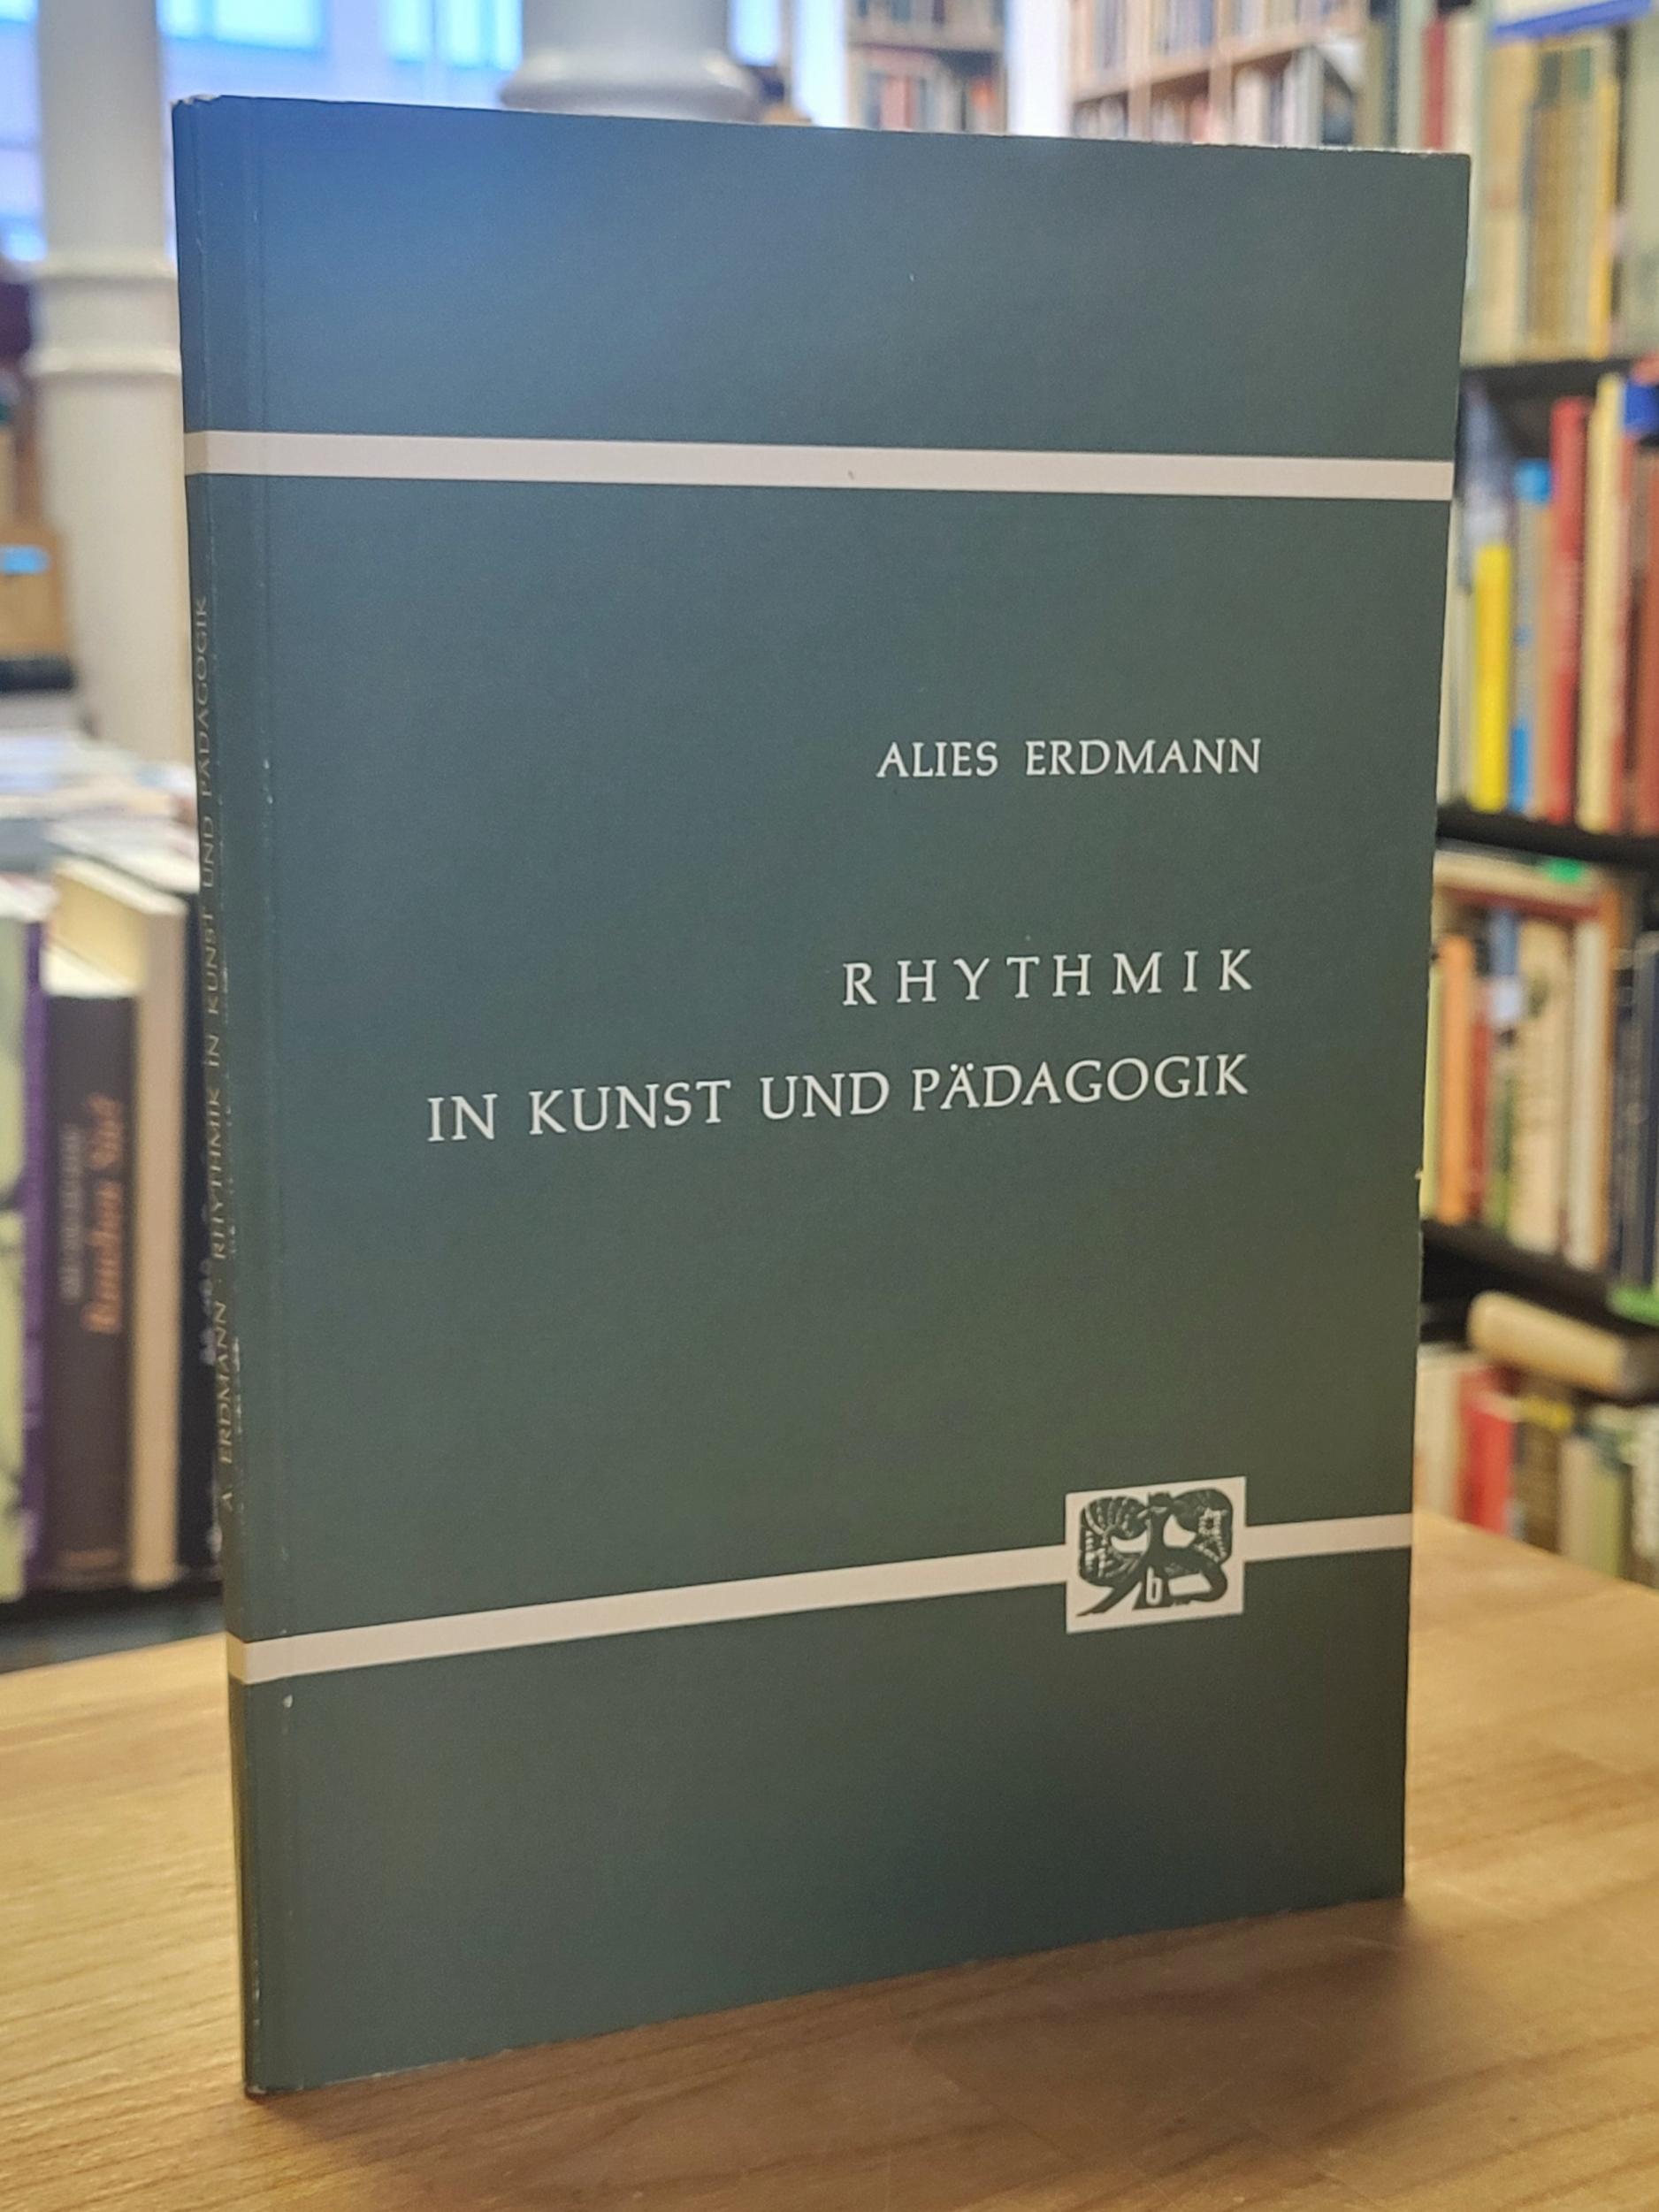 ALIES ERDMANN
RHYTHMIK
IN KUNST UND PÄDAGOGIK
b
A. ERDMANN · RHYTHMIK IN KUNST UND PÄDAGOGIK